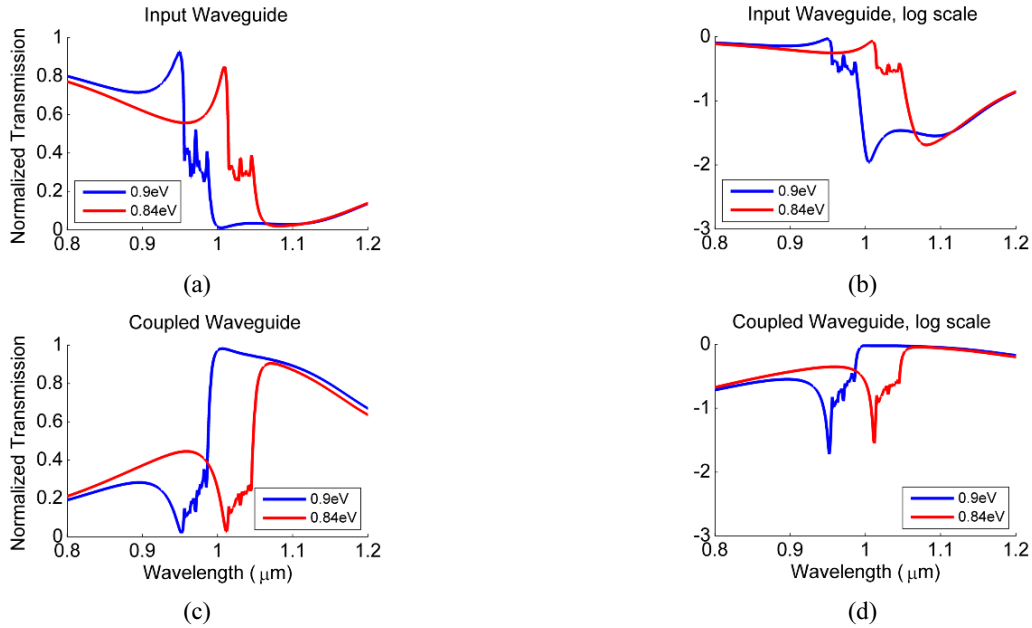 Input Waveguide
Normalized Transmission
1
0.8
0.6
0.4
0.2
0
0.9eV
0.84eV
0.8 0.9 1 1.1 1.2
(a)
Input Waveguide, log scale
0
-1
-2
-3
0.9eV
0.84eV
0.8 0.9 1 1.1 1.2
(b)
Coupled Waveguide
Normalized Transmission
1
0.8
0.6
0.4
0.2
0
0.9eV
0.84eV
0.8 0.9 1 1.1 1.2
Wavelength ( μm)
(c)
Coupled Waveguide, log scale
0
-1
-2
-3
0.9eV
0.84eV
0.8 0.9 1 1.1 1.2
Wavelength ( μm)
(d)